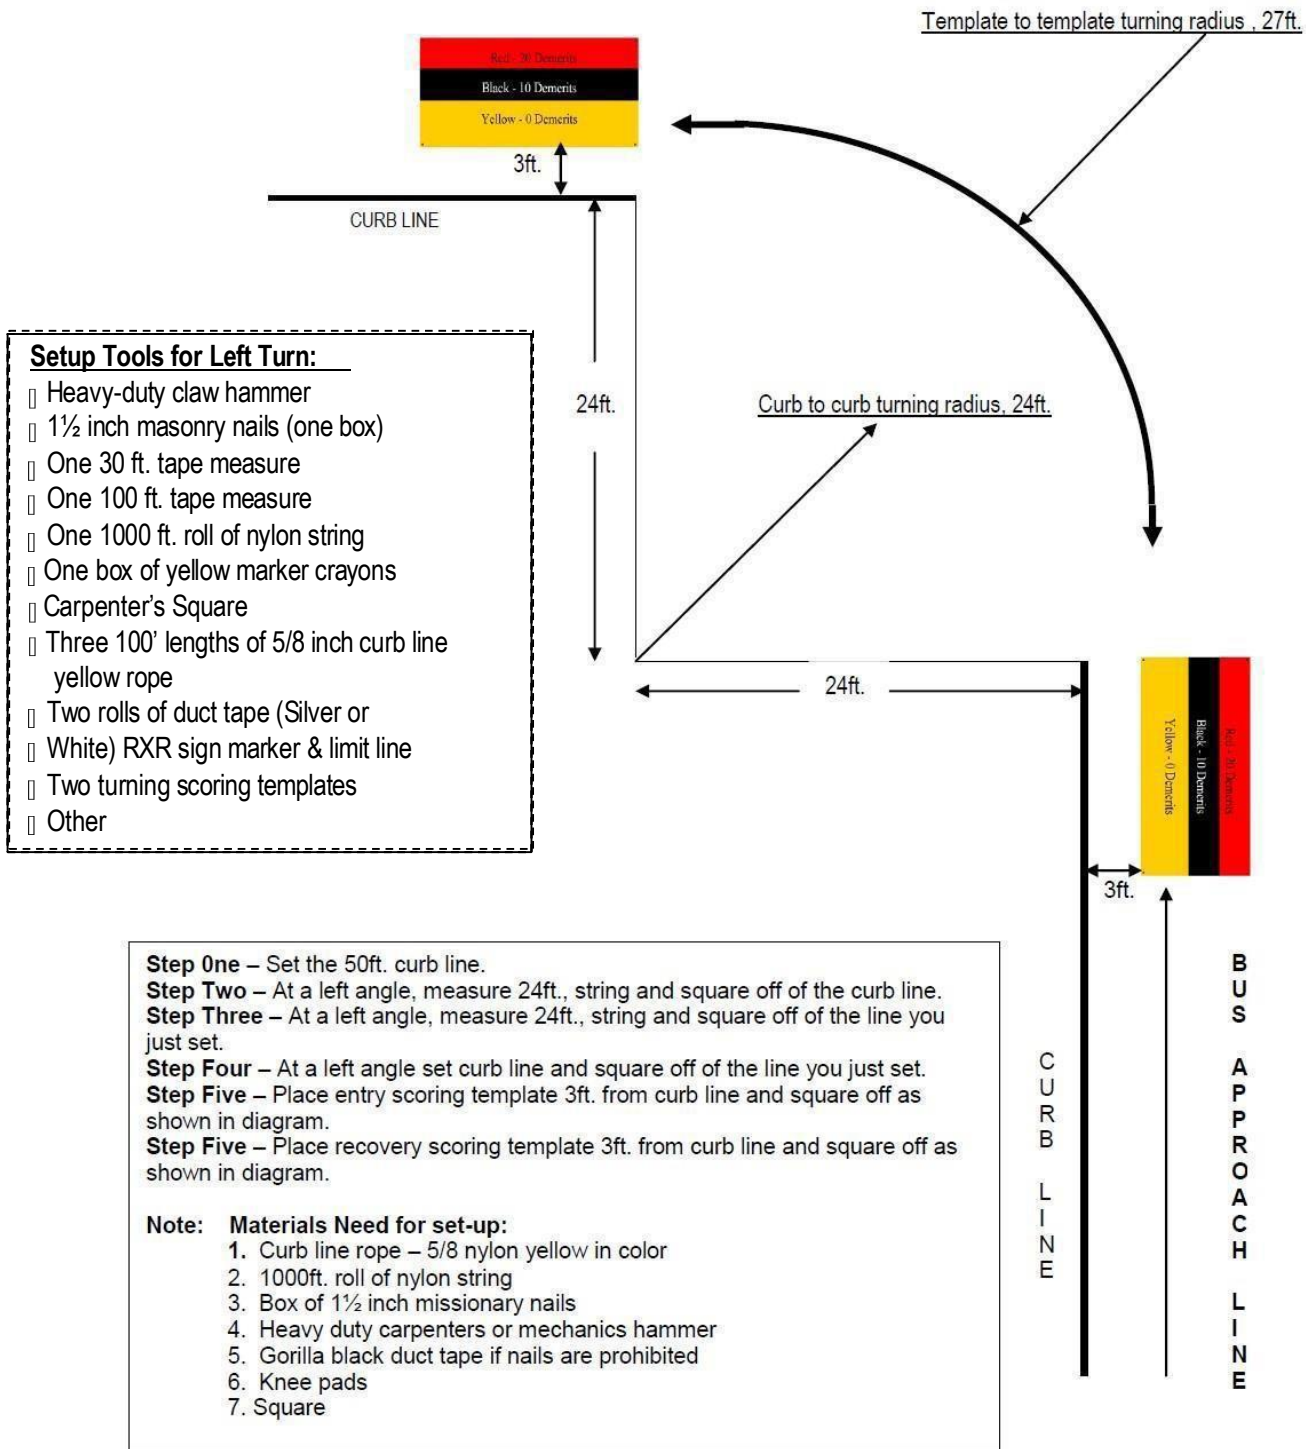 Template to template turning radius , 27ft.
Red - 20 Demerits
Black - 10 Demerits
Yellow - 0 Demerits
3ft.
CURB LINE
Setup Tools for Left Turn:
Heavy-duty claw hammer
1½ inch masonry nails (one box)
One 30 ft. tape measure
One 100 ft. tape measure
One 1000 ft. roll of nylon string
One box of yellow marker crayons
Carpenter’s Square
Three 100’ lengths of 5/8 inch curb line
yellow rope
Two rolls of duct tape (Silver or
White) RXR sign marker & limit line
Two turning scoring templates
Other
24ft.
Curb to curb turning radius, 24ft.
24ft.
Yellow - 0 Demerits
Black - 10 Demerits
Red - 20 Demerits
3ft.
Step 0ne – Set the 50ft. curb line.
Step Two – At a left angle, measure 24ft., string and square off of the curb line.
Step Three – At a left angle, measure 24ft., string and square off of the line you
just set.
Step Four – At a left angle set curb line and square off of the line you just set.
Step Five – Place entry scoring template 3ft. from curb line and square off as
shown in diagram.
Step Five – Place recovery scoring template 3ft. from curb line and square off as
shown in diagram.
Note: Materials Need for set-up:
1. Curb line rope – 5/8 nylon yellow in color
2. 1000ft. roll of nylon string
3. Box of 1½ inch missionary nails
4. Heavy duty carpenters or mechanics hammer
5. Gorilla black duct tape if nails are prohibited
6. Knee pads
7. Square
CURB LINE
BUS APPROACH LINE